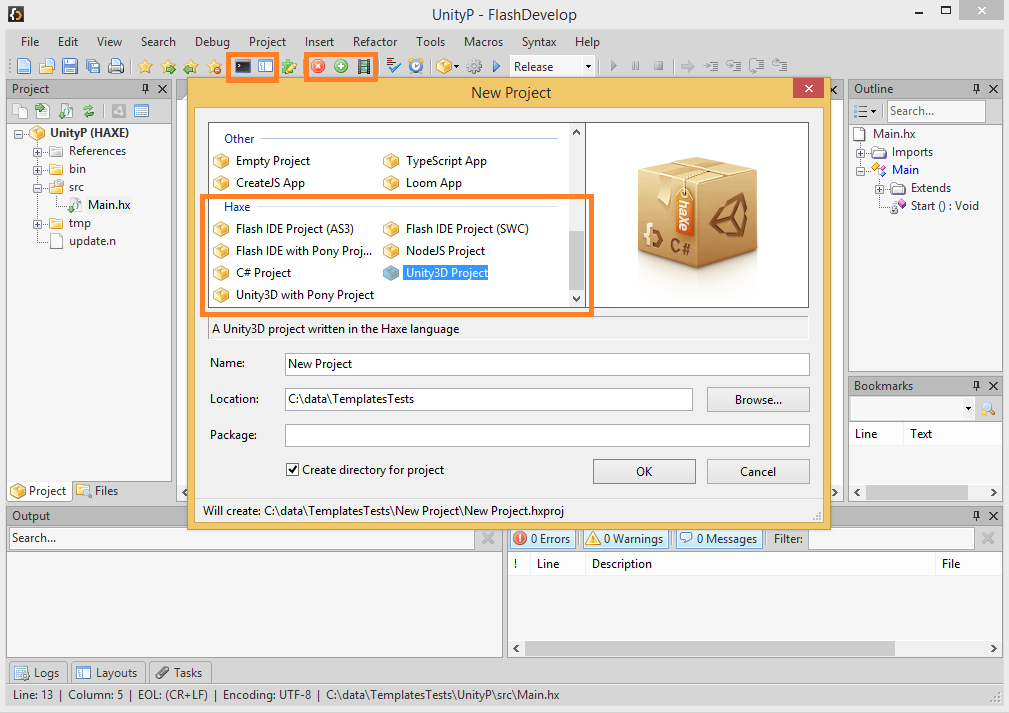 UnityP - FlashDevelop
File Edit View Search Debug Project Insert Refactor Tools Macros Syntax Help
Release
Project
UnityP (HAXE)
References
bin
src
Main.hx
tmp
update.n
Project Files
New Project
Other
Empty Project TypeScript App
CreateJS App Loom App
Haxe
Flash IDE Project (AS3) Flash IDE Project (SWC)
Flash IDE with Pony Proj... NodeJS Project
C# Project Unity3D Project
Unity3D with Pony Project
haXe
C#
A Unity3D project written in the Haxe language
Name: New Project
Location: C:\data\TemplatesTests Browse...
Package:
Create directory for project OK Cancel
Will create: C:\data\TemplatesTests\New Project\New Project.hxproj
Outline
Search...
Main.hx
Imports
Main
Extends
Start () : Void
Bookmarks
Line Text
Output
Search...
0 Errors 0 Warnings 0 Messages Filter:
! Line Description File
Logs Layouts Tasks
Line: 13 | Column: 5 | EOL: (CR+LF) | Encoding: UTF-8 | C:\data\TemplatesTests\UnityP\src\Main.hx